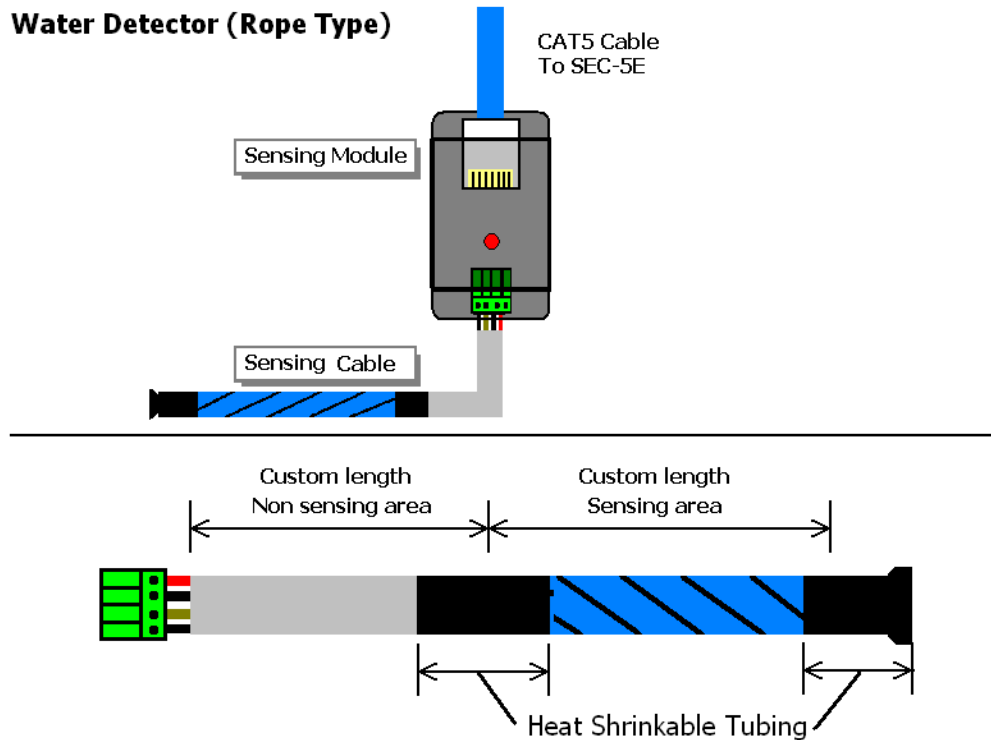 Water Detector (Rope Type)
CAT5 Cable
To SEC-5E
Sensing Module
Sensing Cable
Custom length
Non sensing area
Custom length
Sensing area
Heat Shrinkable Tubing